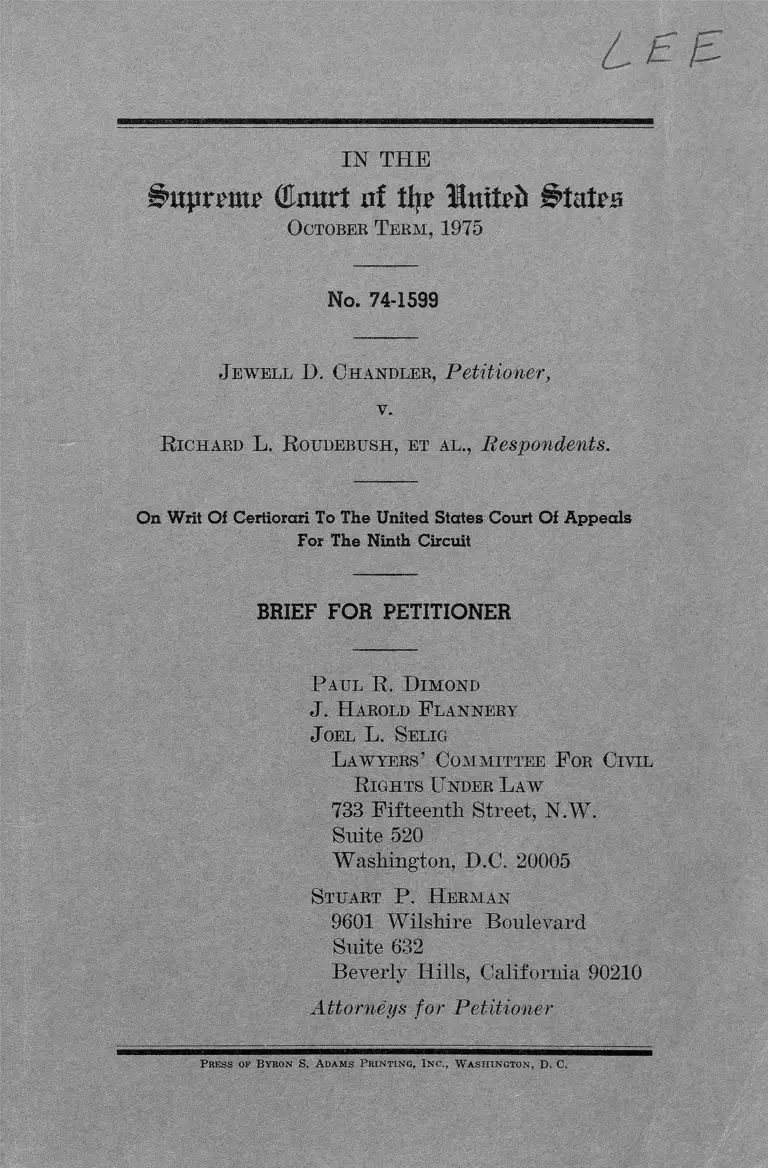 LEE
IN THE
Supreme Court of the United States
OCTOBER TERM, 1975
No. 74-1599
JEWELL D. CHANDLER, Petitioner,
v.
RICHARD L. ROUDEBUSH, ET AL., Respondents.
On Writ Of Certiorari To The United States Court Of Appeals
For The Ninth Circuit
BRIEF FOR PETITIONER
PAUL R. DIMOND
J. HAROLD FLANNERY
JOEL L. SELIG
LAWYERS' COMMITTEE FOR CIVIL
RIGHTS UNDER LAW
733 Fifteenth Street, N.W.
Suite 520
Washington, D.C. 20005
STUART P. HERMAN
9601 Wilshire Boulevard
Suite 632
Beverly Hills, California 90210
Attorneys for Petitioner
PRESS OF BYRON S. ADAMS PRINTING, INC., WASHINGTON, D. C.